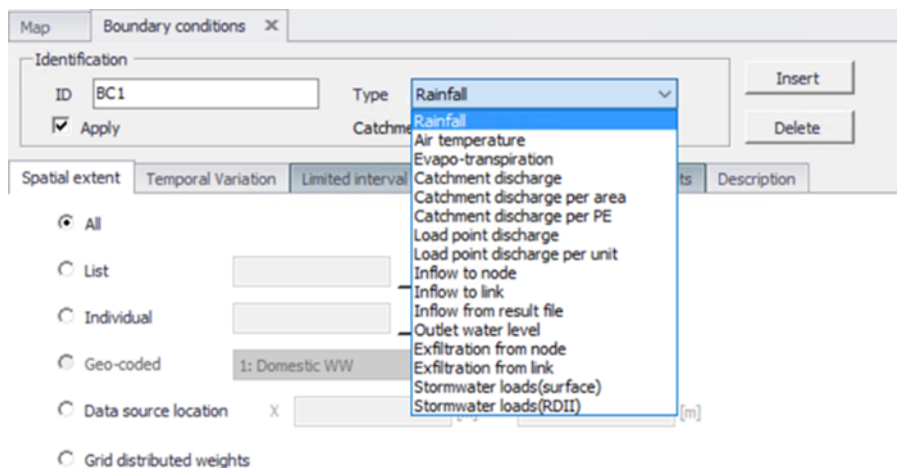 Map Boundary conditions
Identification
ID BC1 Type Rainfall Insert
Apply Catchme Delete
Rainfall
Air temperature
Evapo-transpiration
Catchment discharge
Catchment discharge per area
Catchment discharge per PE
Load point discharge
Load point discharge per unit
Inflow to node
Inflow to link
Inflow from result file
Outlet water level
Exfiltration from node
Exfiltration from link
Stormwater loads(surface)
Stormwater loads(RDII)
Spatial extent Temporal Variation Limited interval ts Description
All
List
Individual
Geo-coded 1: Domestic WW
Data source location X [m]
Grid distributed weights